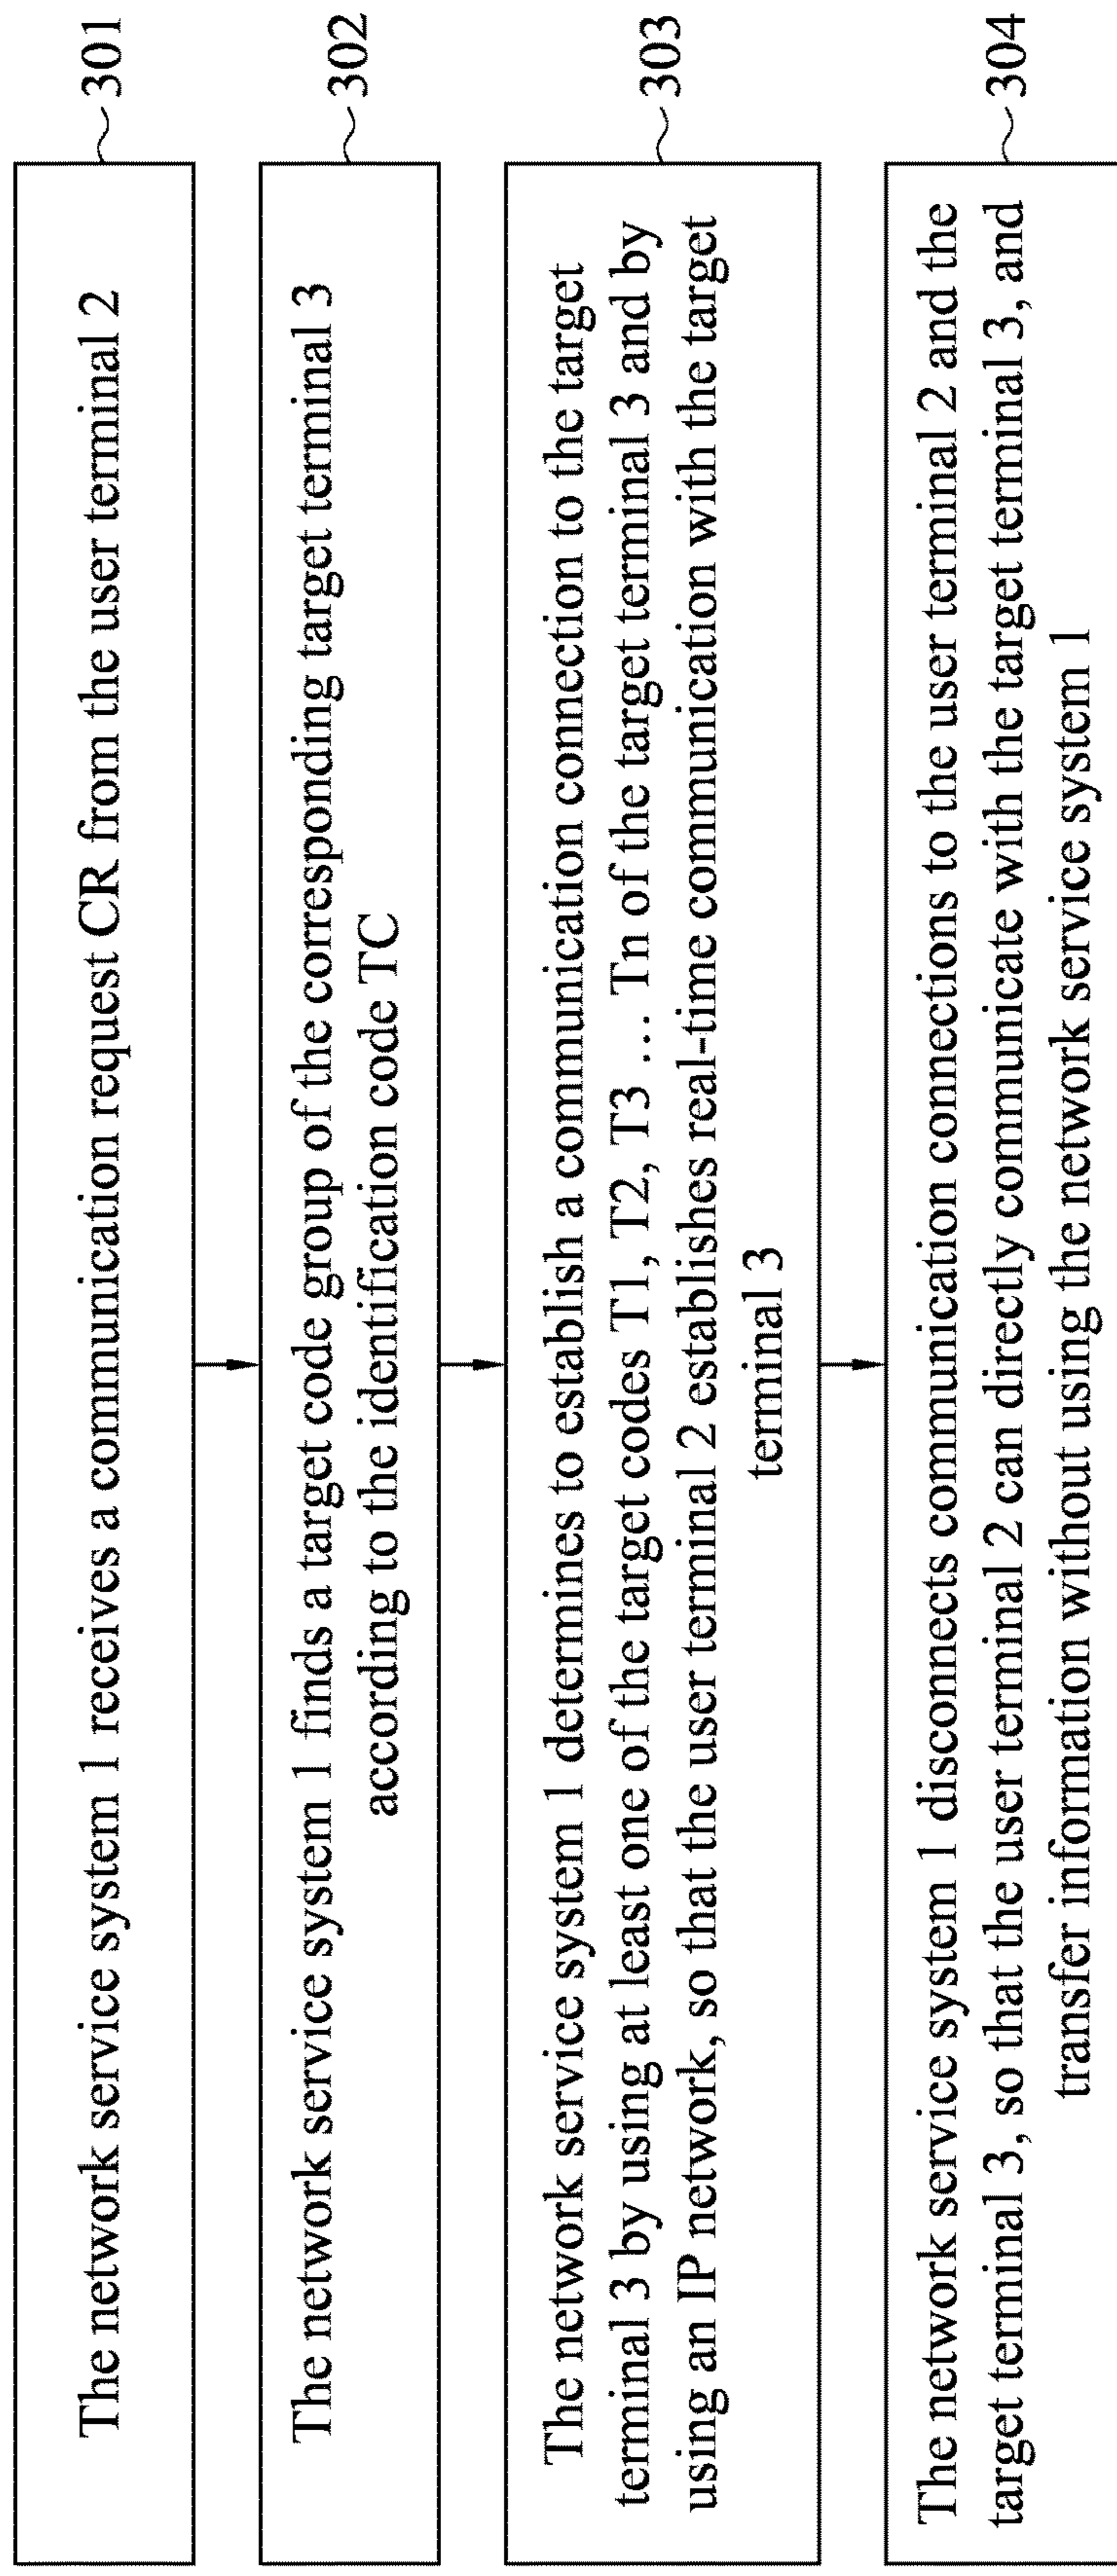 The network service system 1 receives a communication request CR from the user terminal 2
301
The network service system 1 finds a target code group of the corresponding target terminal 3
according to the identification code TC
302
The network service system 1 determines to establish a communication connection to the target
terminal 3 by using at least one of the target codes T1, T2, T3 … Tn of the target terminal 3 and by
using an IP network, so that the user terminal 2 establishes real-time communication with the target
terminal 3
303
The network service system 1 disconnects communication connections to the user terminal 2 and the
target terminal 3, so that the user terminal 2 can directly communicate with the target terminal 3, and
transfer information without using the network service system 1
304